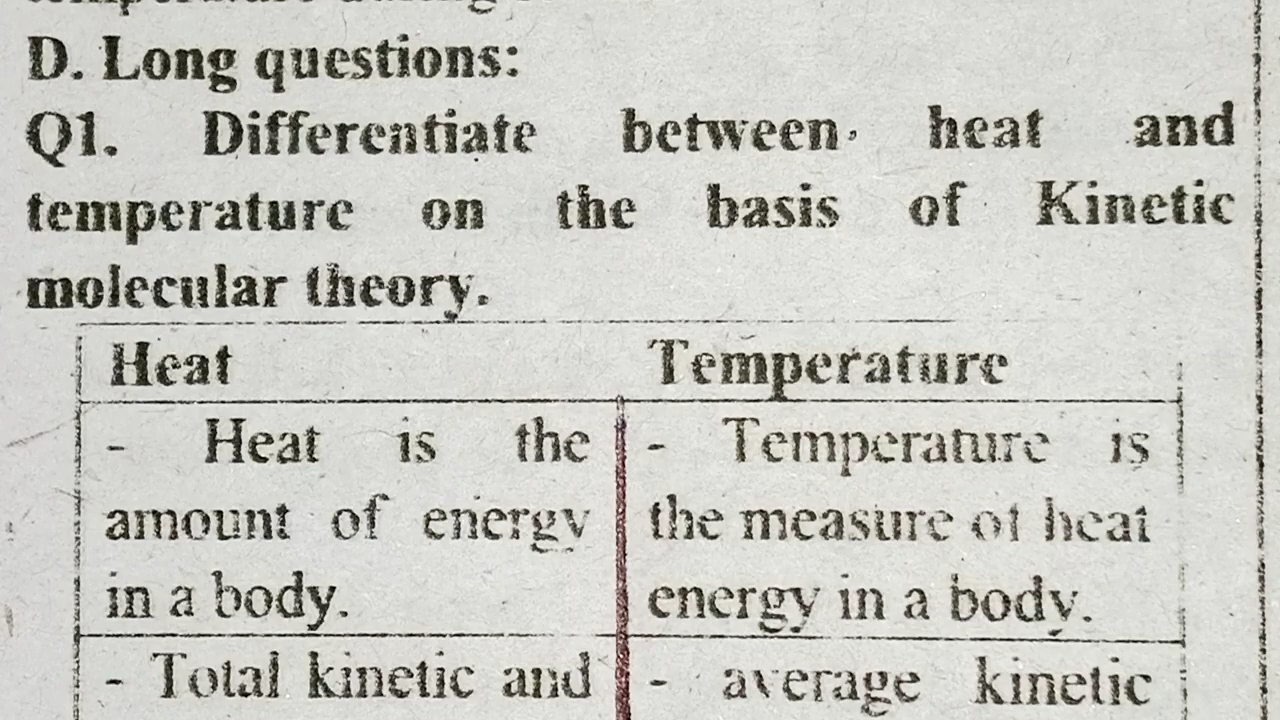 D. Long questions:
Q1. Differentiate between heat and
temperature on the basis of Kinetic
molecular theory.
Heat Temperature
- Heat is the - Temperature is
amount of energy the measure of heat
in a body. energy in a body.
- Total kinetic and - average kinetic